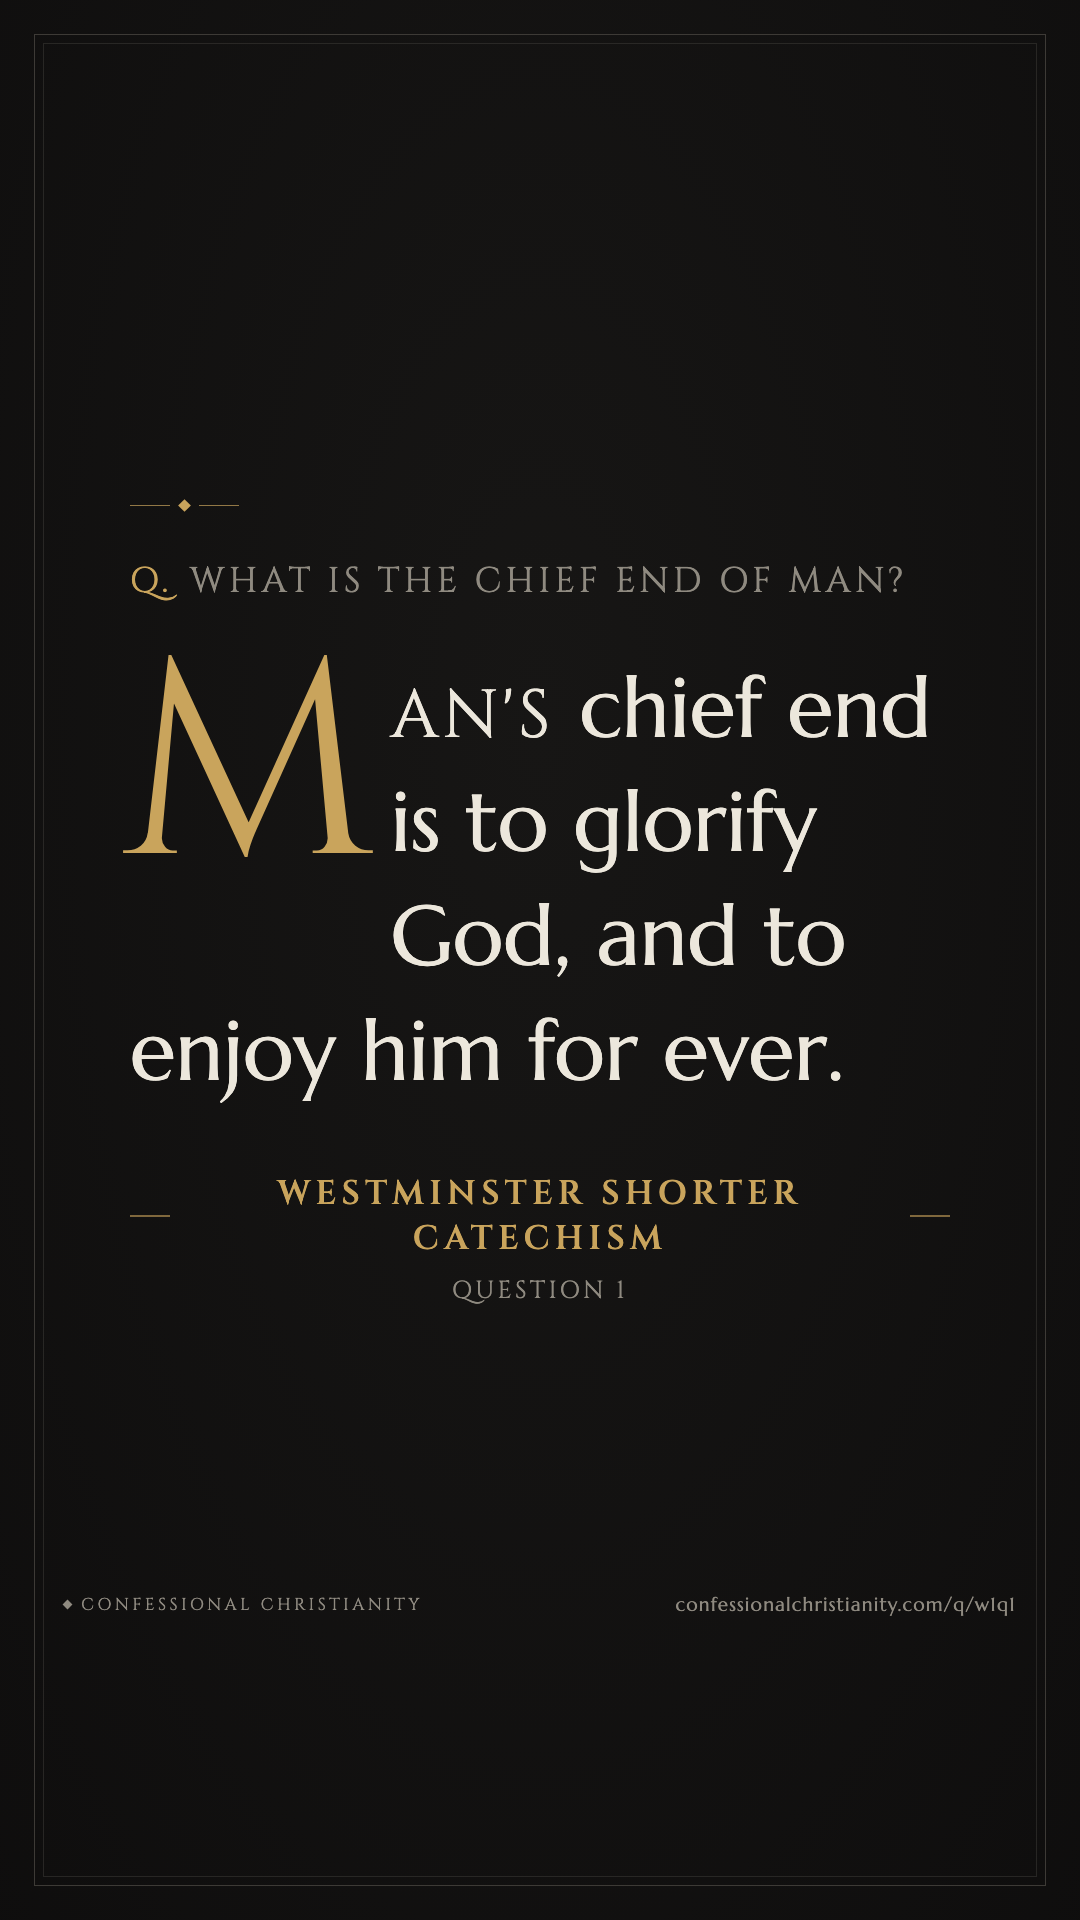 Q. WHAT IS THE CHIEF END OF MAN?
MAN'S chief end
is to glorify
God, and to
enjoy him for ever.
WESTMINSTER SHORTER
CATECHISM
QUESTION 1
CONFESSIONAL CHRISTIANITY
confessionalchristianity.com/q/w1q1